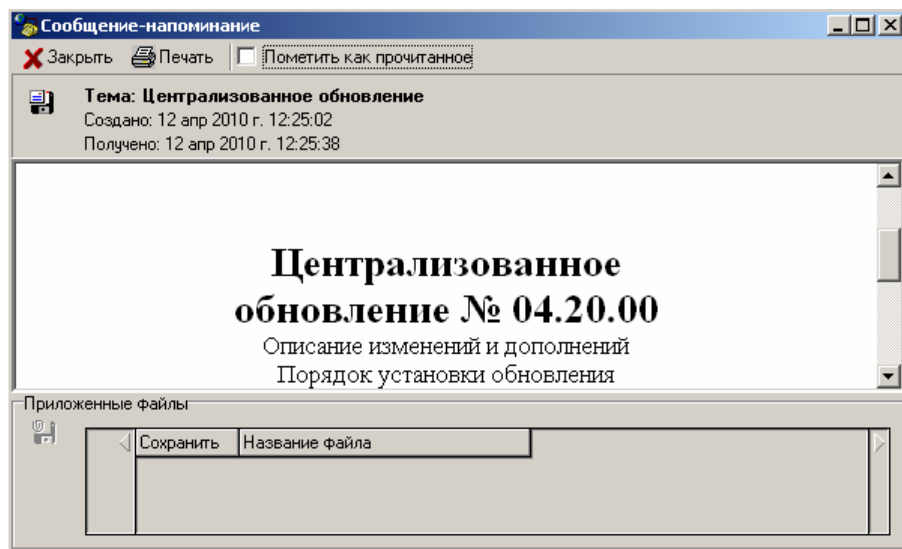 Сообщение-напоминание
Закрыть Печать Пометить как прочитанное
Тема: Централизованное обновление
Создано: 12 апр 2010 г. 12:25:02
Получено: 12 апр 2010 г. 12:25:38
Централизованное
обновление № 04.20.00
Описание изменений и дополнений
Порядок установки обновления
Приложенные файлы
Сохранить Название файла